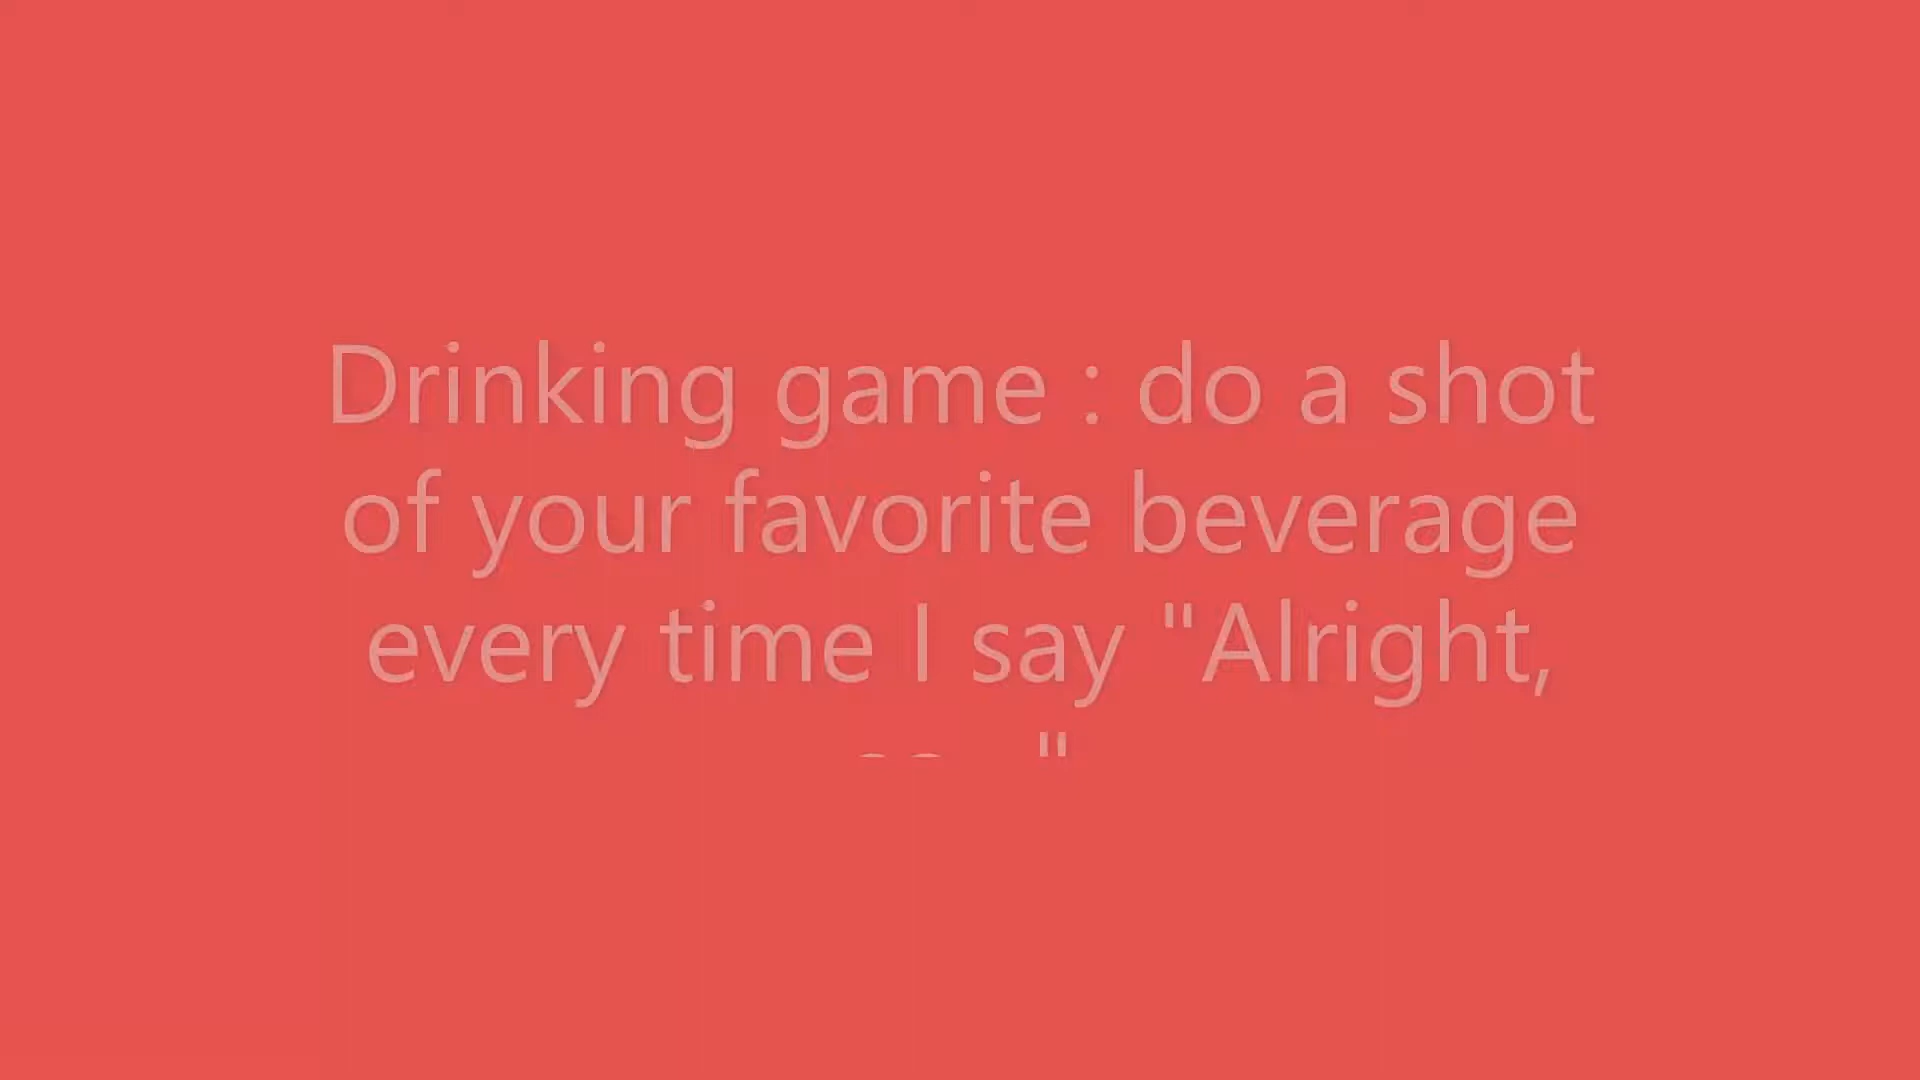 Drinking game : do a shot
of your favorite beverage
every time I say "Alright,
"